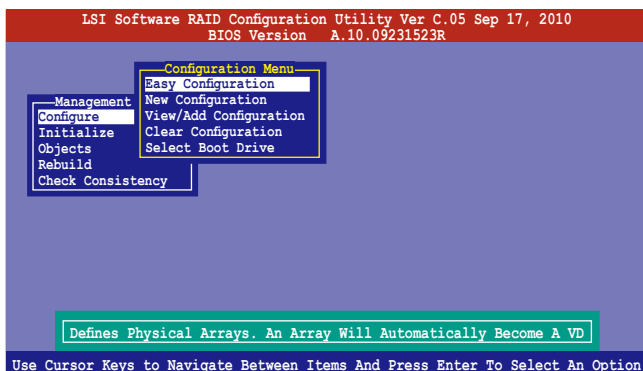 LSI Software RAID Configuration Utility Ver C.05 Sep 17, 2010
BIOS Version A.10.09231523R
Configuration Menu
Easy Configuration
New Configuration
View/Add Configuration
Clear Configuration
Select Boot Drive
Management
Configure
Initialize
Objects
Rebuild
Check Consistency
Defines Physical Arrays. An Array Will Automatically Become A VD
Use Cursor Keys to Navigate Between Items And Press Enter To Select An Option